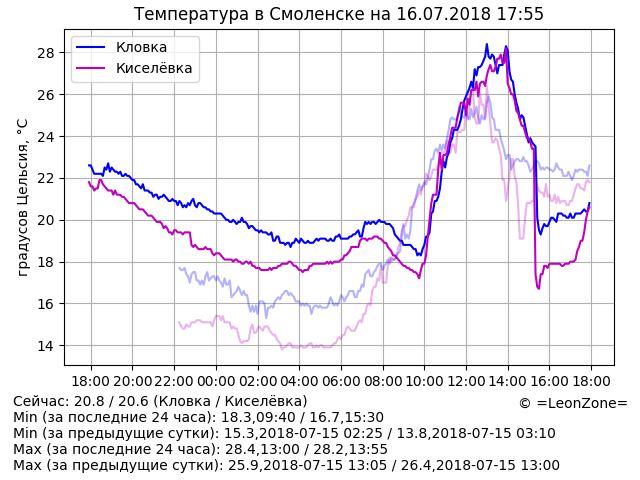 Температура в Смоленске на 16.07.2018 17:55
Кловка
Киселёвка
градусов Цельсия, °C
28
26
24
22
20
18
16
14
18:00 20:00 22:00 00:00 02:00 04:00 06:00 08:00 10:00 12:00 14:00 16:00 18:00
Сейчас: 20.8 / 20.6 (Кловка / Киселёвка)
© =LeonZone=
Min (за последние 24 часа): 18.3,09:40 / 16.7,15:30
Min (за предыдущие сутки): 15.3,2018-07-15 02:25 / 13.8,2018-07-15 03:10
Max (за последние 24 часа): 28.4,13:00 / 28.2,13:55
Max (за предыдущие сутки): 25.9,2018-07-15 13:05 / 26.4,2018-07-15 13:00